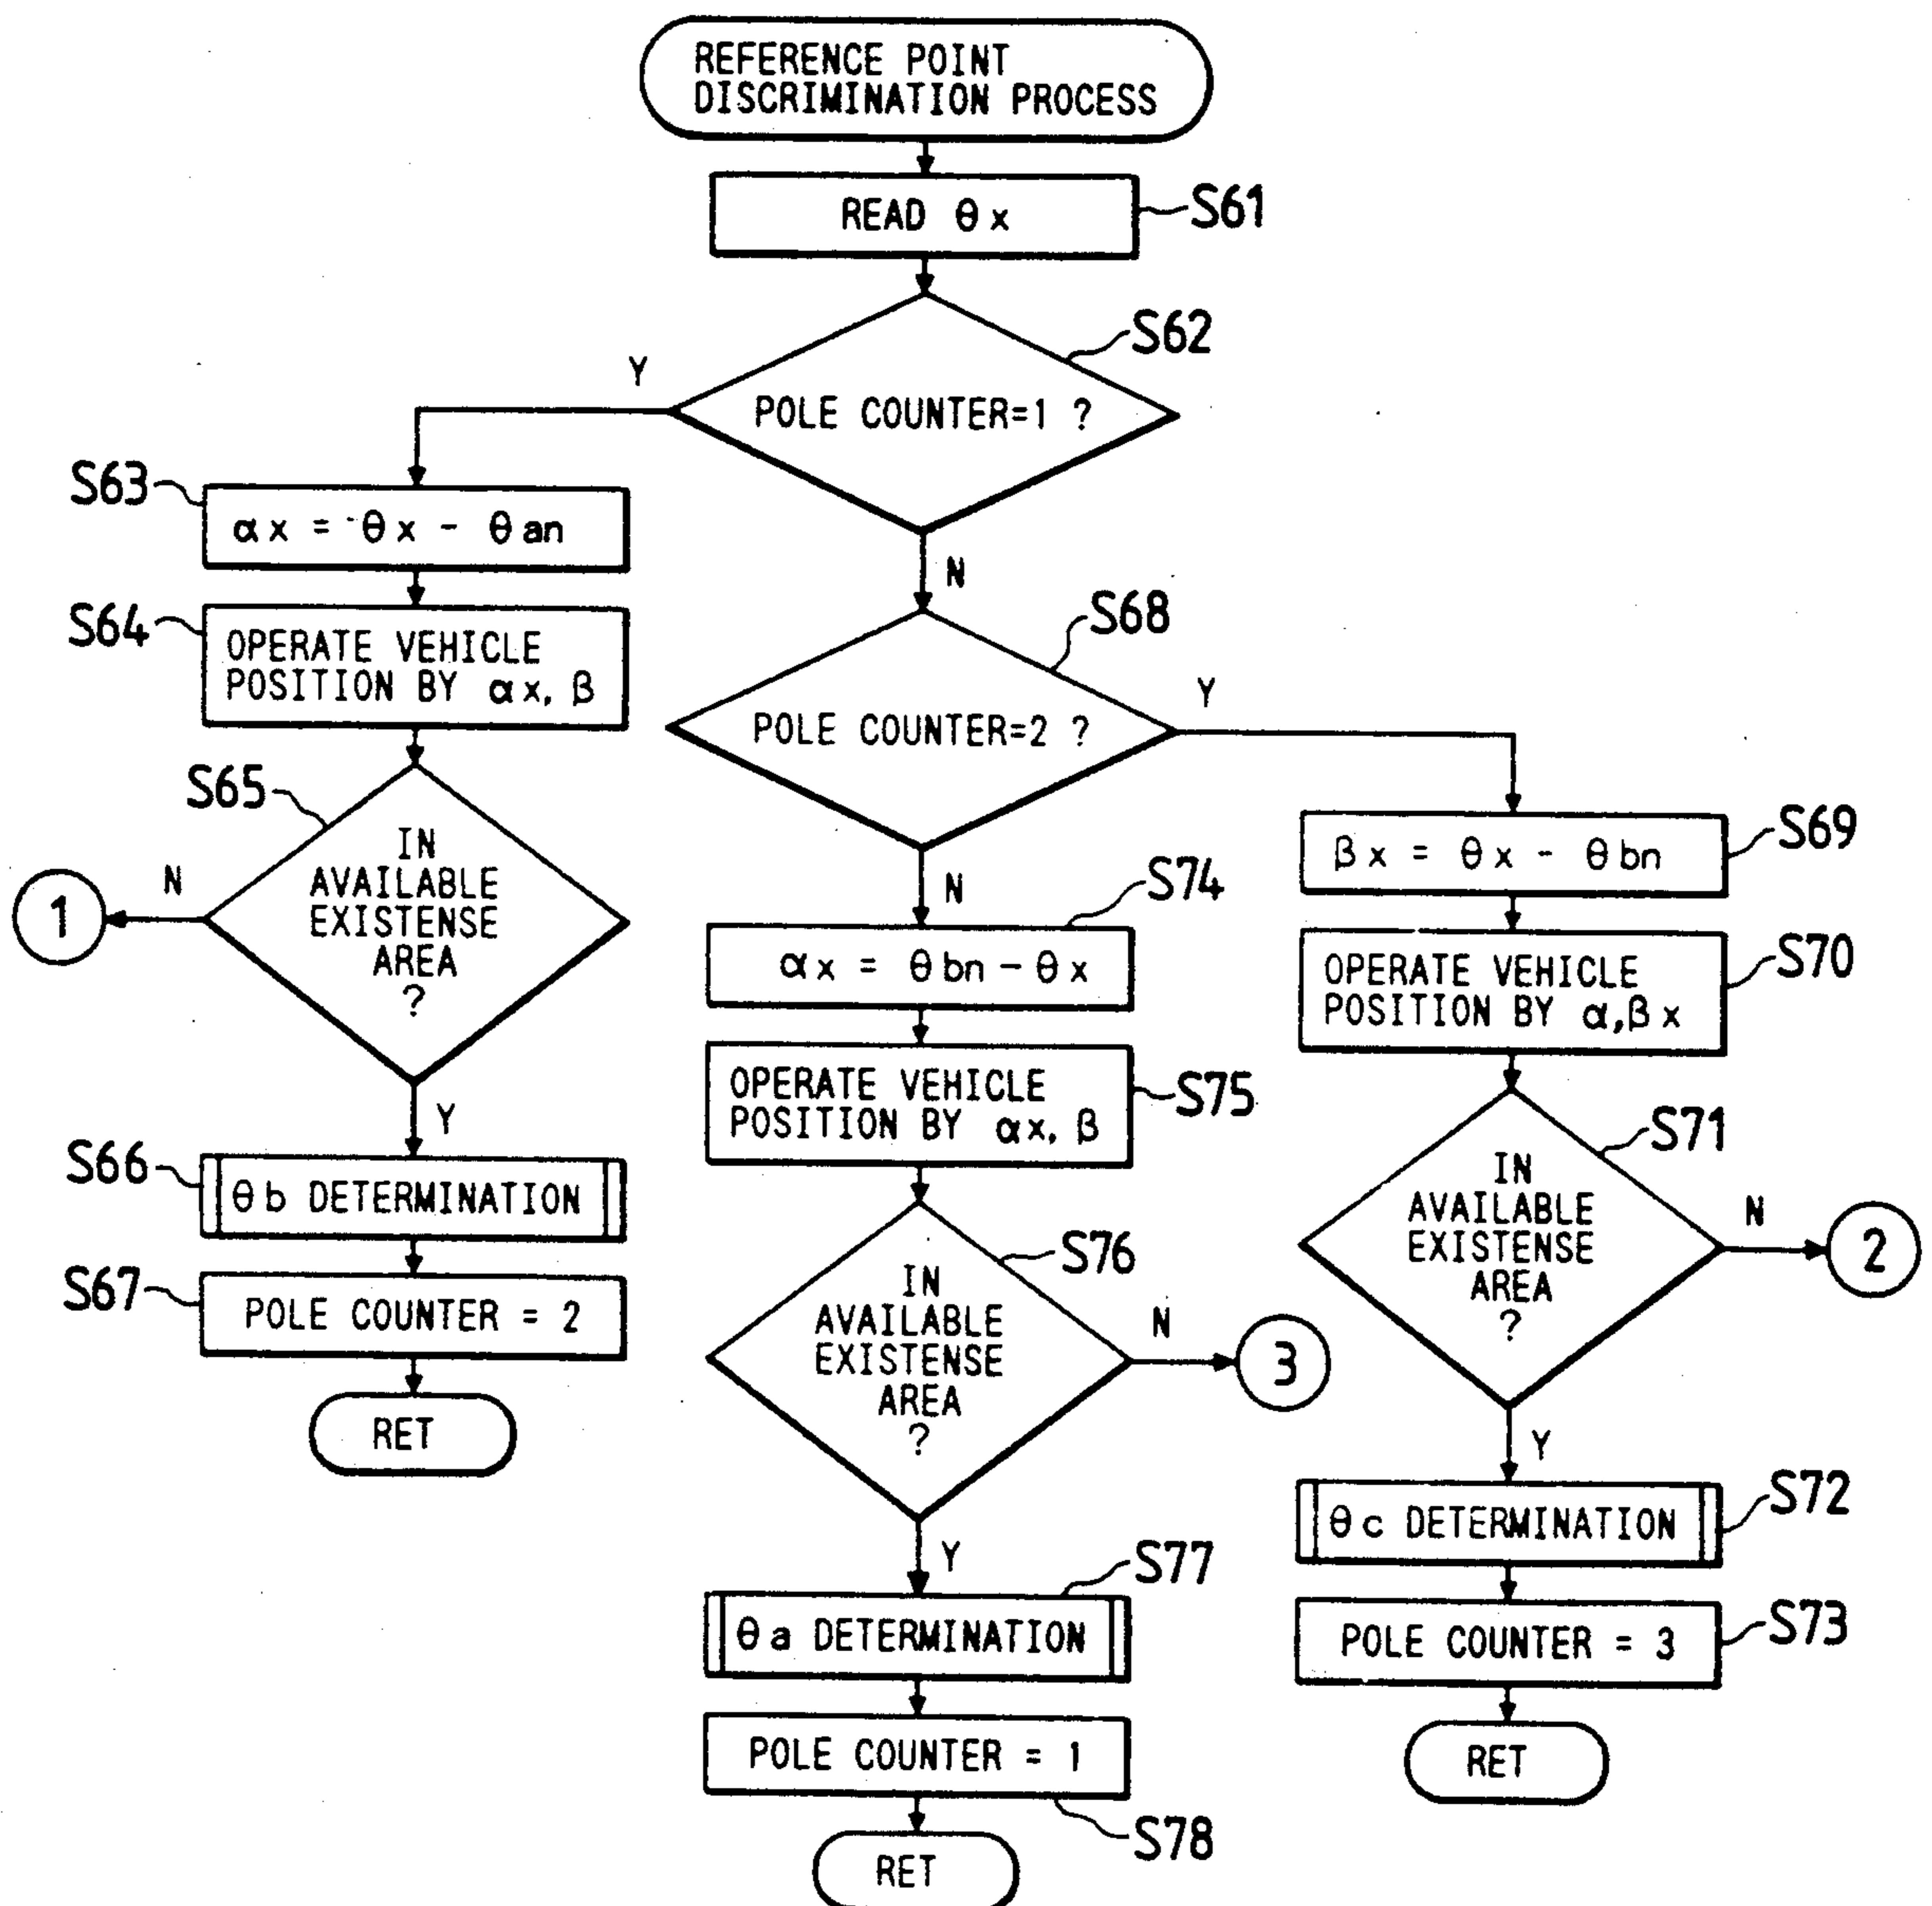 REFERENCE POINT
DISCRIMINATION PROCESS
READ θx
S61
S62
POLE COUNTER=1 ?
Y
N
S63
αx = θx - θan
S64
OPERATE VEHICLE
POSITION BY αx, β
S65
IN
AVAILABLE
EXISTENSE
AREA
?
N
1
Y
S66
θb DETERMINATION
S67
POLE COUNTER = 2
RET
S68
POLE COUNTER=2 ?
Y
N
S74
αx = θbn - θx
S75
OPERATE VEHICLE
POSITION BY αx, β
S76
IN
AVAILABLE
EXISTENSE
AREA
?
N
3
Y
S77
θa DETERMINATION
POLE COUNTER = 1
S78
RET
S69
βx = θx - θbn
S70
OPERATE VEHICLE
POSITION BY α,βx
S71
IN
AVAILABLE
EXISTENSE
AREA
?
N
2
Y
S72
θc DETERMINATION
S73
POLE COUNTER = 3
RET